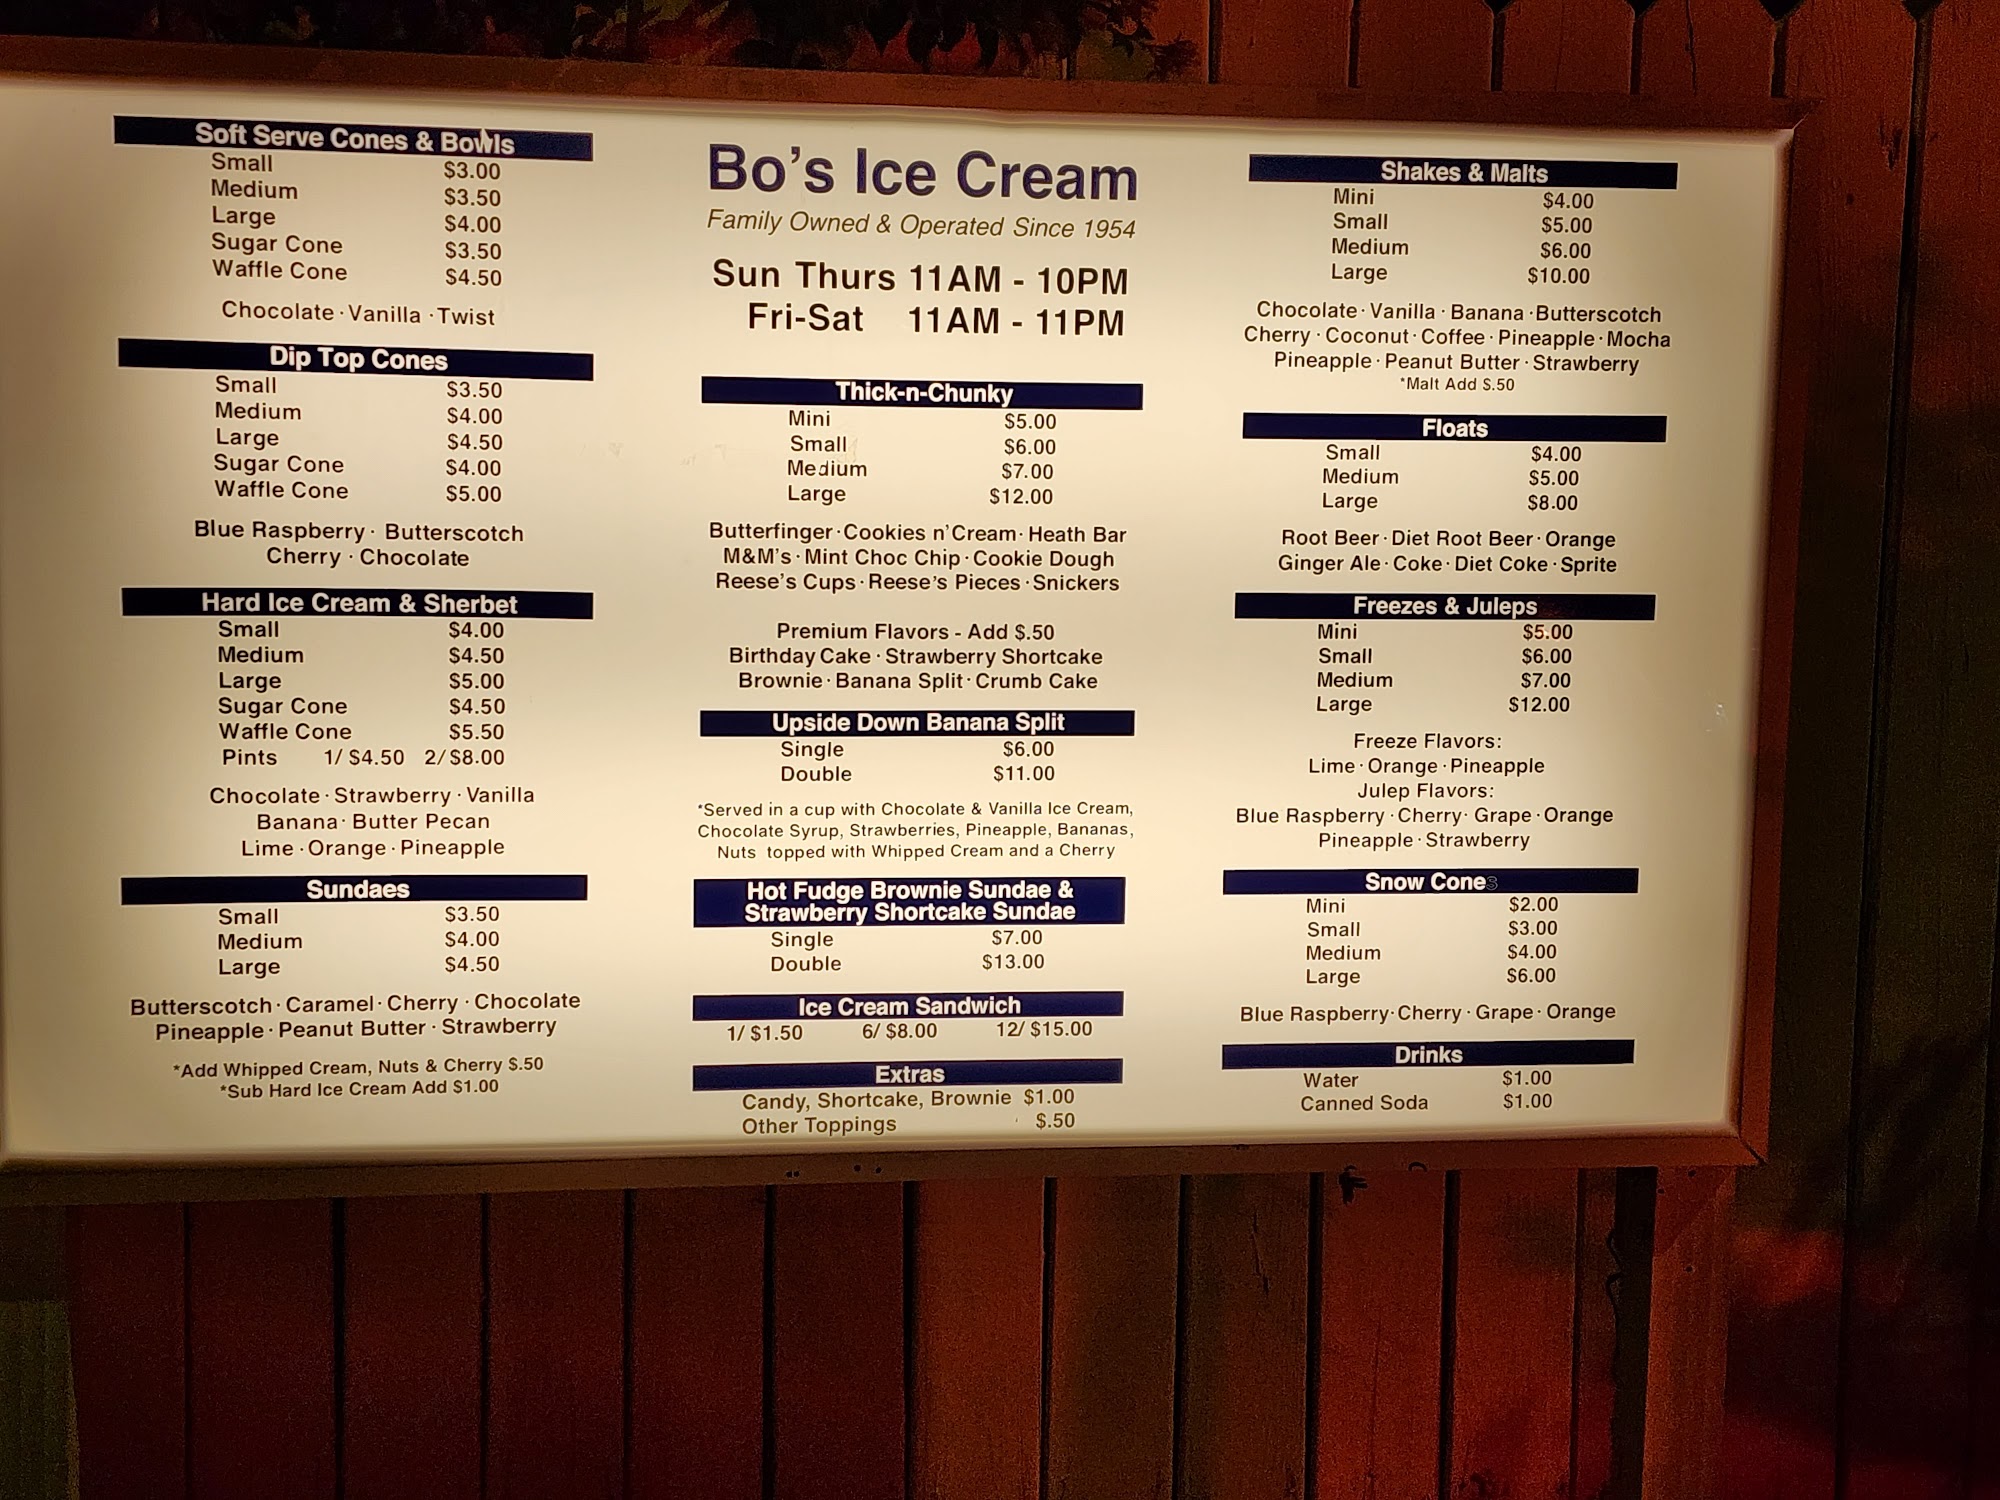 Soft Serve Cones & Bowls
Small $3.00
Medium $3.50
Large $4.00
Sugar Cone $3.50
Waffle Cone $4.50
Chocolate · Vanilla · Twist
Dip Top Cones
Small $3.50
Medium $4.00
Large $4.50
Sugar Cone $4.00
Waffle Cone $5.00
Blue Raspberry · Butterscotch
Cherry · Chocolate
Hard Ice Cream & Sherbet
Small $4.00
Medium $4.50
Large $5.00
Sugar Cone $4.50
Waffle Cone $5.50
Pints 1/ $4.50 2/ $8.00
Chocolate · Strawberry · Vanilla
Banana · Butter Pecan
Lime · Orange · Pineapple
Sundaes
Small $3.50
Medium $4.00
Large $4.50
Butterscotch · Caramel · Cherry · Chocolate
Pineapple · Peanut Butter · Strawberry
*Add Whipped Cream, Nuts & Cherry $.50
*Sub Hard Ice Cream Add $1.00
Bo's Ice Cream
Family Owned & Operated Since 1954
Sun Thurs 11AM - 10PM
Fri-Sat 11AM - 11PM
Thick-n-Chunky
Mini $5.00
Small $6.00
Medium $7.00
Large $12.00
Butterfinger · Cookies n' Cream · Heath Bar
M&M's · Mint Choc Chip · Cookie Dough
Reese's Cups · Reese's Pieces · Snickers
Premium Flavors - Add $.50
Birthday Cake · Strawberry Shortcake
Brownie · Banana Split · Crumb Cake
Upside Down Banana Split
Single $6.00
Double $11.00
*Served in a cup with Chocolate & Vanilla Ice Cream,
Chocolate Syrup, Strawberries, Pineapple, Bananas,
Nuts topped with Whipped Cream and a Cherry
Hot Fudge Brownie Sundae &
Strawberry Shortcake Sundae
Single $7.00
Double $13.00
Ice Cream Sandwich
1/ $1.50 6/ $8.00 12/ $15.00
Extras
Candy, Shortcake, Brownie $1.00
Other Toppings $.50
Shakes & Malts
Mini $4.00
Small $5.00
Medium $6.00
Large $10.00
Chocolate · Vanilla · Banana · Butterscotch
Cherry · Coconut · Coffee · Pineapple · Mocha
Pineapple · Peanut Butter · Strawberry
*Malt Add $.50
Floats
Small $4.00
Medium $5.00
Large $8.00
Root Beer · Diet Root Beer · Orange
Ginger Ale · Coke · Diet Coke · Sprite
Freezes & Juleps
Mini $5.00
Small $6.00
Medium $7.00
Large $12.00
Freeze Flavors:
Lime · Orange · Pineapple
Julep Flavors:
Blue Raspberry · Cherry · Grape · Orange
Pineapple · Strawberry
Snow Cones
Mini $2.00
Small $3.00
Medium $4.00
Large $6.00
Blue Raspberry · Cherry · Grape · Orange
Drinks
Water $1.00
Canned Soda $1.00